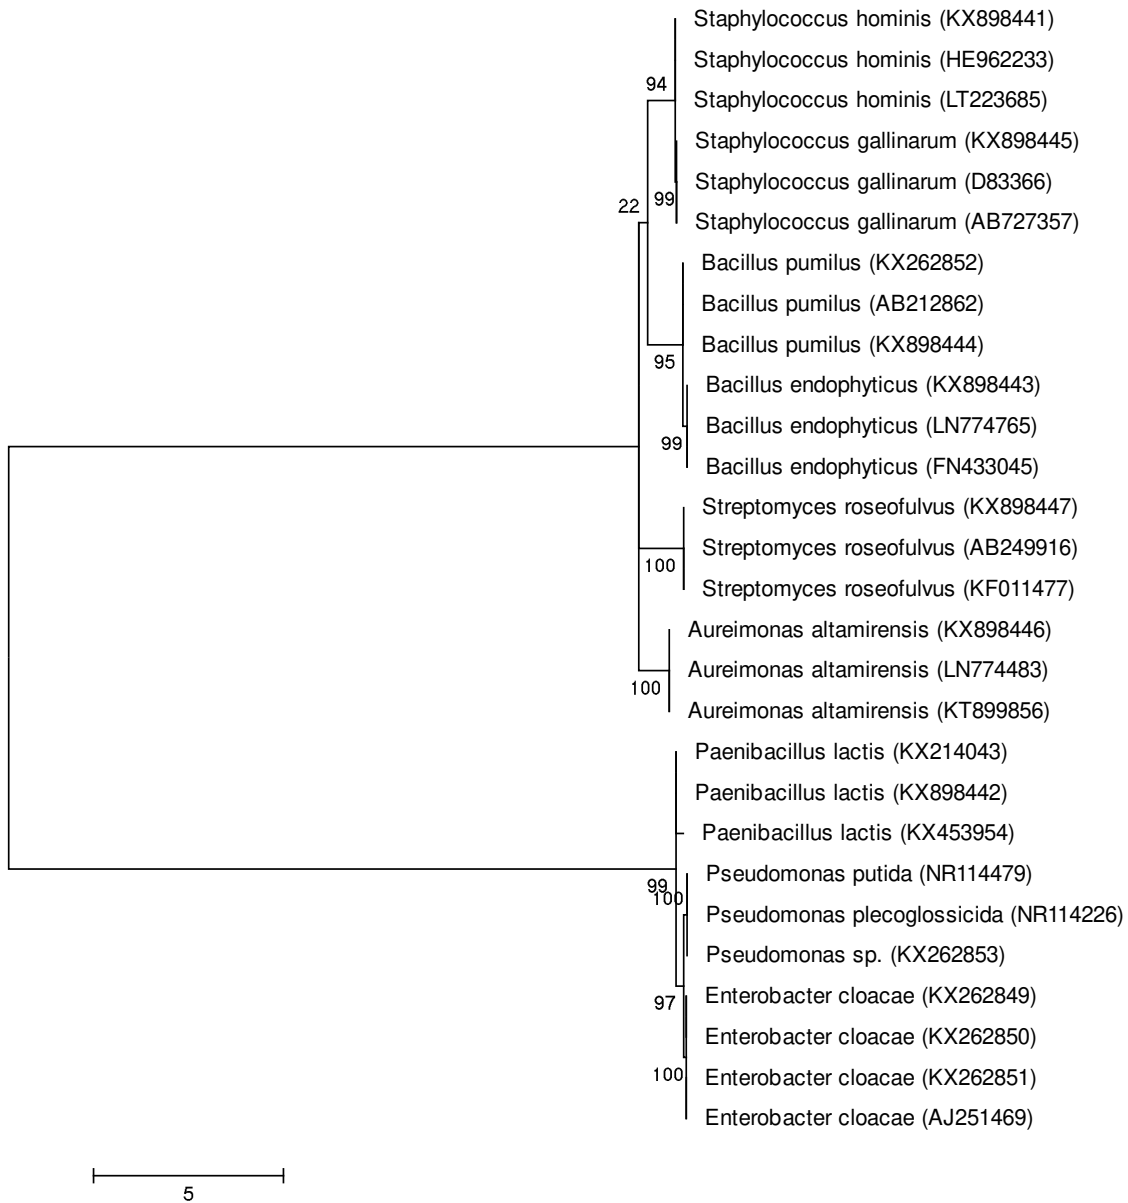 Staphylococcus hominis (KX898441)
Staphylococcus hominis (HE962233)
94
Staphylococcus hominis (LT223685)
Staphylococcus gallinarum (KX898445)
Staphylococcus gallinarum (D83366)
99
22
Staphylococcus gallinarum (AB727357)
Bacillus pumilus (KX262852)
Bacillus pumilus (AB212862)
Bacillus pumilus (KX898444)
95
Bacillus endophyticus (KX898443)
Bacillus endophyticus (LN774765)
99
Bacillus endophyticus (FN433045)
Streptomyces roseofulvus (KX898447)
Streptomyces roseofulvus (AB249916)
100
Streptomyces roseofulvus (KF011477)
Aureimonas altamirensis (KX898446)
Aureimonas altamirensis (LN774483)
100
Aureimonas altamirensis (KT899856)
Paenibacillus lactis (KX214043)
Paenibacillus lactis (KX898442)
Paenibacillus lactis (KX453954)
Pseudomonas putida (NR114479)
99
100
Pseudomonas plecoglossicida (NR114226)
Pseudomonas sp. (KX262853)
Enterobacter cloacae (KX262849)
97
Enterobacter cloacae (KX262850)
Enterobacter cloacae (KX262851)
100
Enterobacter cloacae (AJ251469)
5